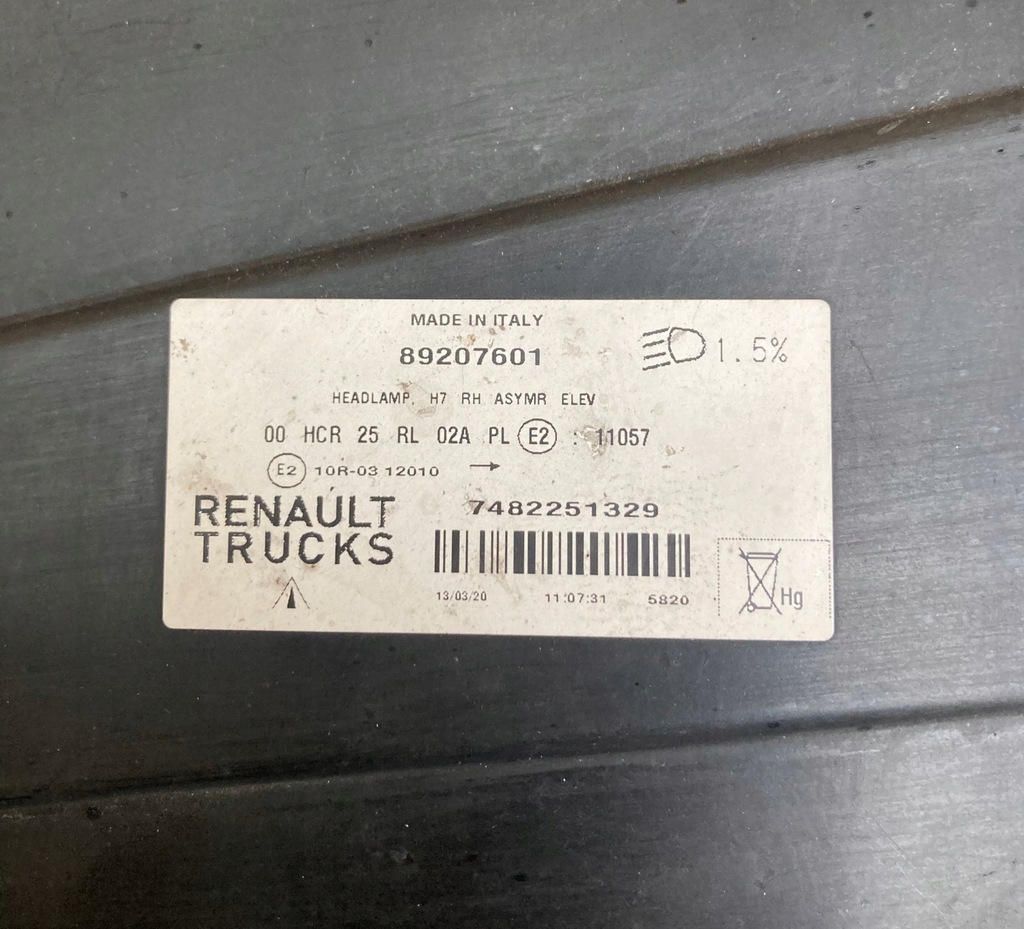 MADE IN ITALY
89207601
1.5%
HEADLAMP, H7 RH ASYMR ELEV
00 HCR 25 RL 02A PL E2 : 11057
E2 10R-03 12010 →
RENAULT
TRUCKS
7482251329
13/03/20 11:07:31 5820
Hg